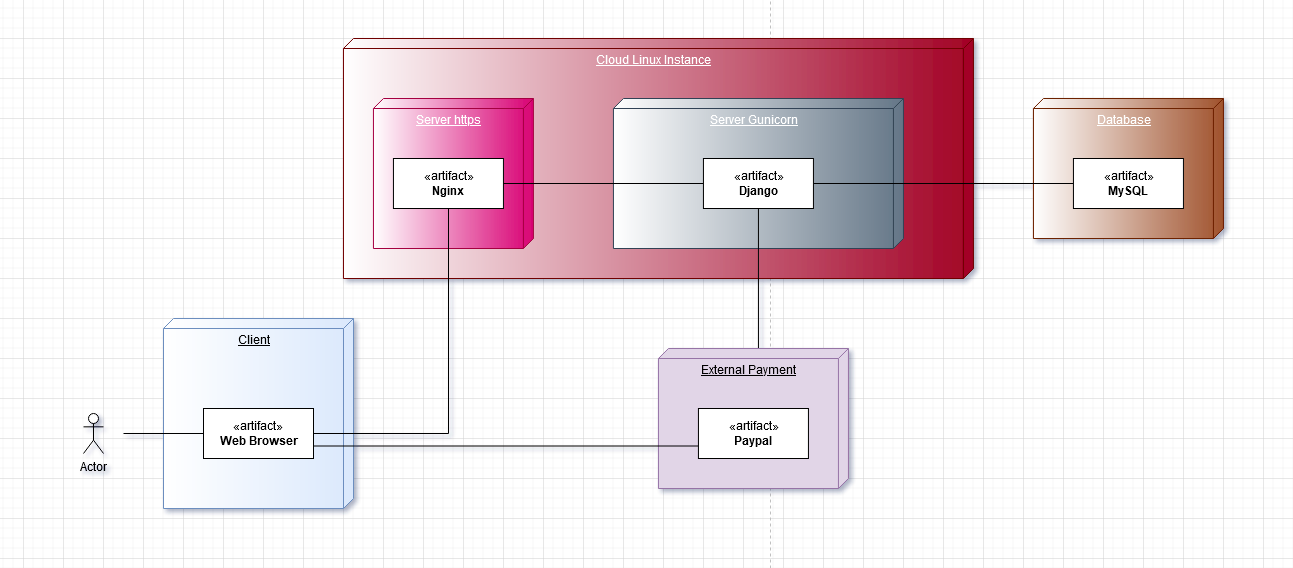 Cloud Linux Instance
Server https
Server Gunicorn
Database
«artifact»
Nginx
«artifact»
Django
«artifact»
MySQL
Client
External Payment
«artifact»
Web Browser
«artifact»
Paypal
Actor